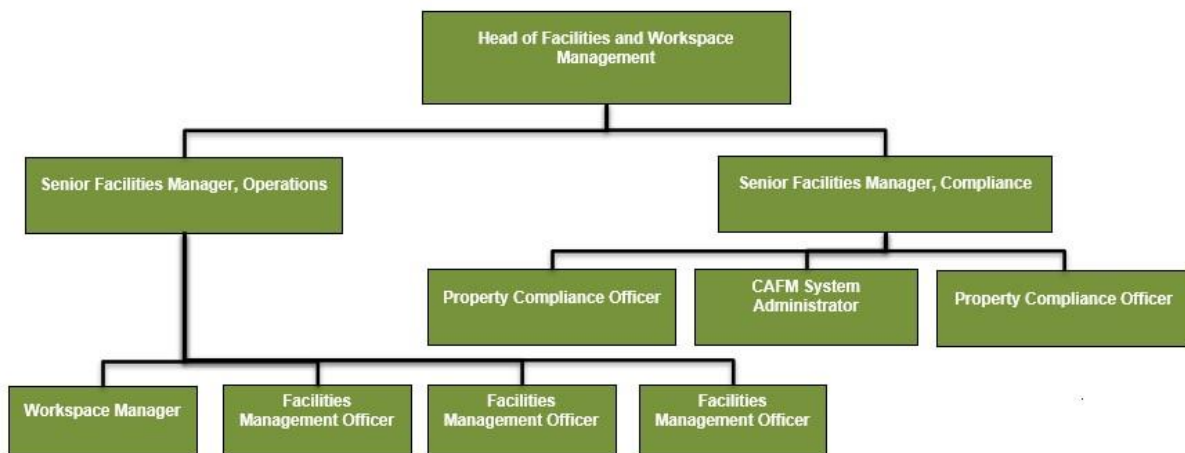 Head of Facilities and Workspace
Management
Senior Facilities Manager, Operations
Senior Facilities Manager, Compliance
Property Compliance Officer
CAFM System
Administrator
Property Compliance Officer
Workspace Manager
Facilities
Management Officer
Facilities
Management Officer
Facilities
Management Officer